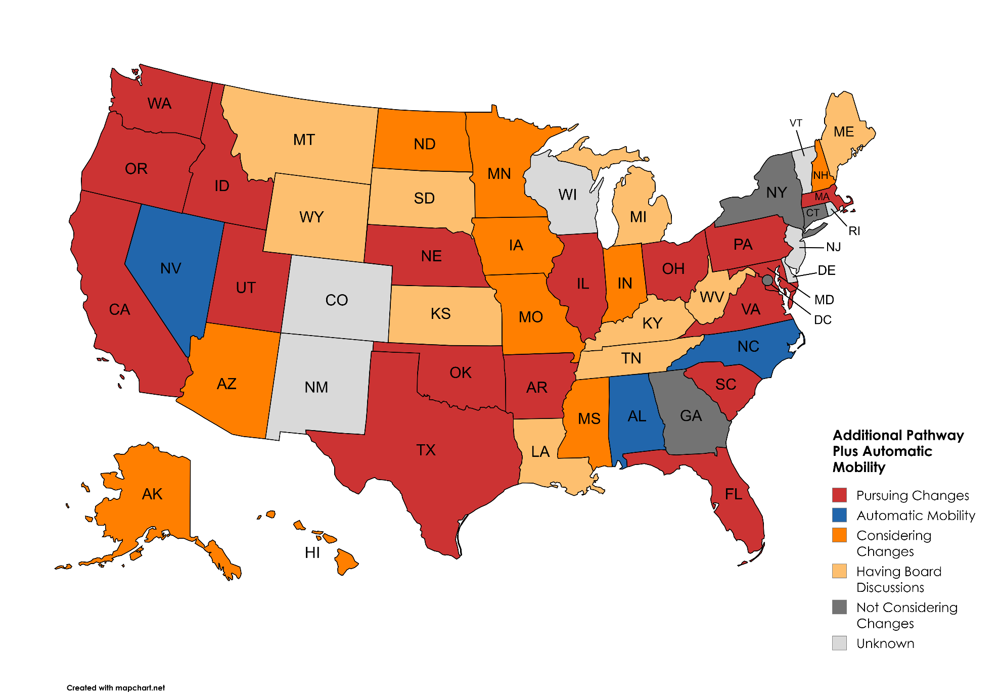 WA
VT
ME
MT
ND
OR
MN
NH
ID
NY
WI
SD
MA
CT
WY
MI
RI
PA
IA
NJ
NE
NV
OH
DE
IL
IN
UT
WV
MD
CO
CA
VA
KS
MO
KY
DC
NC
TN
OK
AZ
NM
AR
SC
MS
AL
GA
TX
LA
AK
FL
HI
Additional Pathway
Plus Automatic
Mobility
Pursuing Changes
Automatic Mobility
Considering
Changes
Having Board
Discussions
Not Considering
Changes
Unknown
Created with mapchart.net